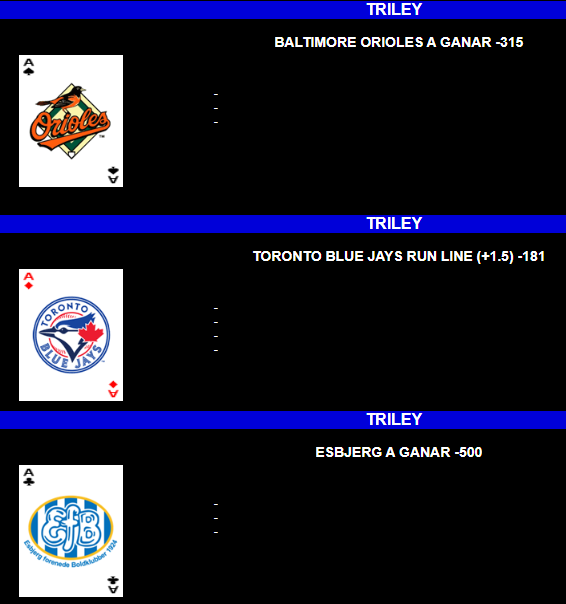 TRILEY
BALTIMORE ORIOLES A GANAR -315
A
Orioles
-
-
-
A
TRILEY
TORONTO BLUE JAYS RUN LINE (+1.5) -181
A
TORONTO
BLUE JAYS
-
-
-
-
A
TRILEY
ESBJERG A GANAR -500
A
EfB
Esbjerg forenede Boldklubber 1924
-
-
-
A